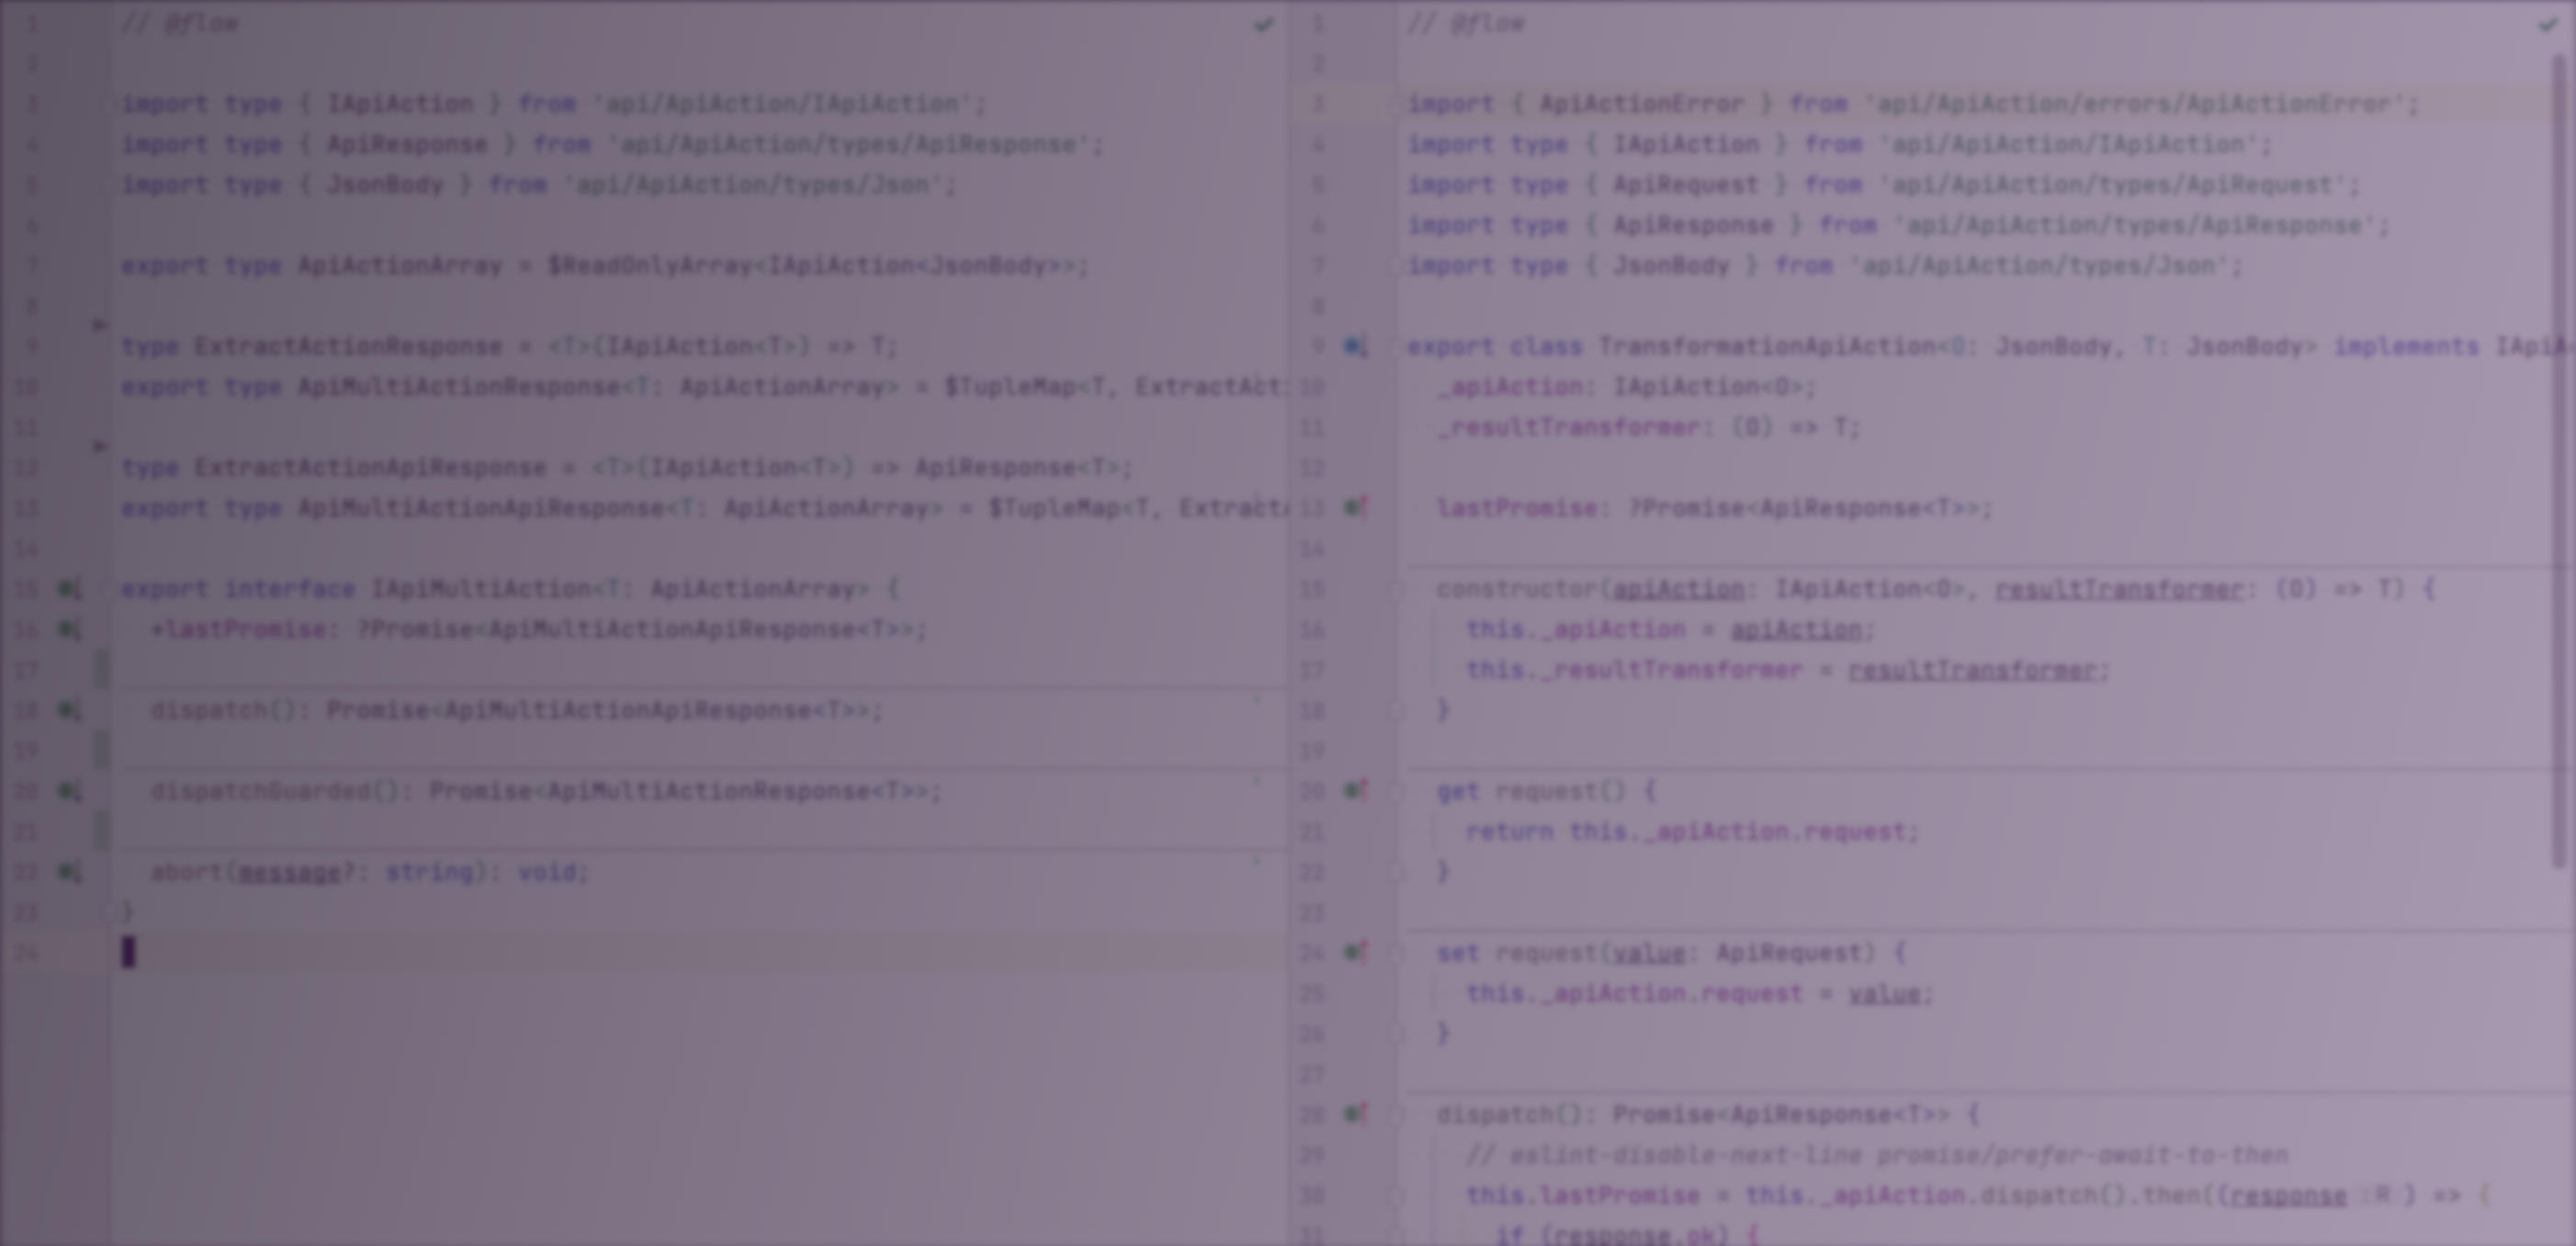 1 // @flow
2
3 import type { IApiAction } from 'api/ApiAction/IApiAction';
4 import type { ApiResponse } from 'api/ApiAction/types/ApiResponse';
5 import type { JsonBody } from 'api/ApiAction/types/Json';
6
7 export type ApiActionArray = $ReadOnlyArray<IApiAction<JsonBody>>;
8
9 type ExtractActionResponse = <T>(IApiAction<T>) => T;
10 export type ApiMultiActionResponse<T: ApiActionArray> = $TupleMap<T, ExtractAct
11
12 type ExtractActionApiResponse = <T>(IApiAction<T>) => ApiResponse<T>;
13 export type ApiMultiActionApiResponse<T: ApiActionArray> = $TupleMap<T, Extract
14
15 export interface IApiMultiAction<T: ApiActionArray> {
16 +lastPromise: ?Promise<ApiMultiActionApiResponse<T>>;
17
18 dispatch(): Promise<ApiMultiActionApiResponse<T>>;
19
20 dispatchGuarded(): Promise<ApiMultiActionResponse<T>>;
21
22 abort(message?: string): void;
23 }
24
1 // @flow
2
3 import { ApiActionError } from 'api/ApiAction/errors/ApiActionError';
4 import type { IApiAction } from 'api/ApiAction/IApiAction';
5 import type { ApiRequest } from 'api/ApiAction/types/ApiRequest';
6 import type { ApiResponse } from 'api/ApiAction/types/ApiResponse';
7 import type { JsonBody } from 'api/ApiAction/types/Json';
8
9 export class TransformationApiAction<O: JsonBody, T: JsonBody> implements IApiA
10 _apiAction: IApiAction<O>;
11 _resultTransformer: (O) => T;
12
13 lastPromise: ?Promise<ApiResponse<T>>;
14
15 constructor(apiAction: IApiAction<O>, resultTransformer: (O) => T) {
16 this._apiAction = apiAction;
17 this._resultTransformer = resultTransformer;
18 }
19
20 get request() {
21 return this._apiAction.request;
22 }
23
24 set request(value: ApiRequest) {
25 this._apiAction.request = value;
26 }
27
28 dispatch(): Promise<ApiResponse<T>> {
29 // eslint-disable-next-line promise/prefer-await-to-then
30 this.lastPromise = this._apiAction.dispatch().then((response :R ) => {
31 if (response.ok) {